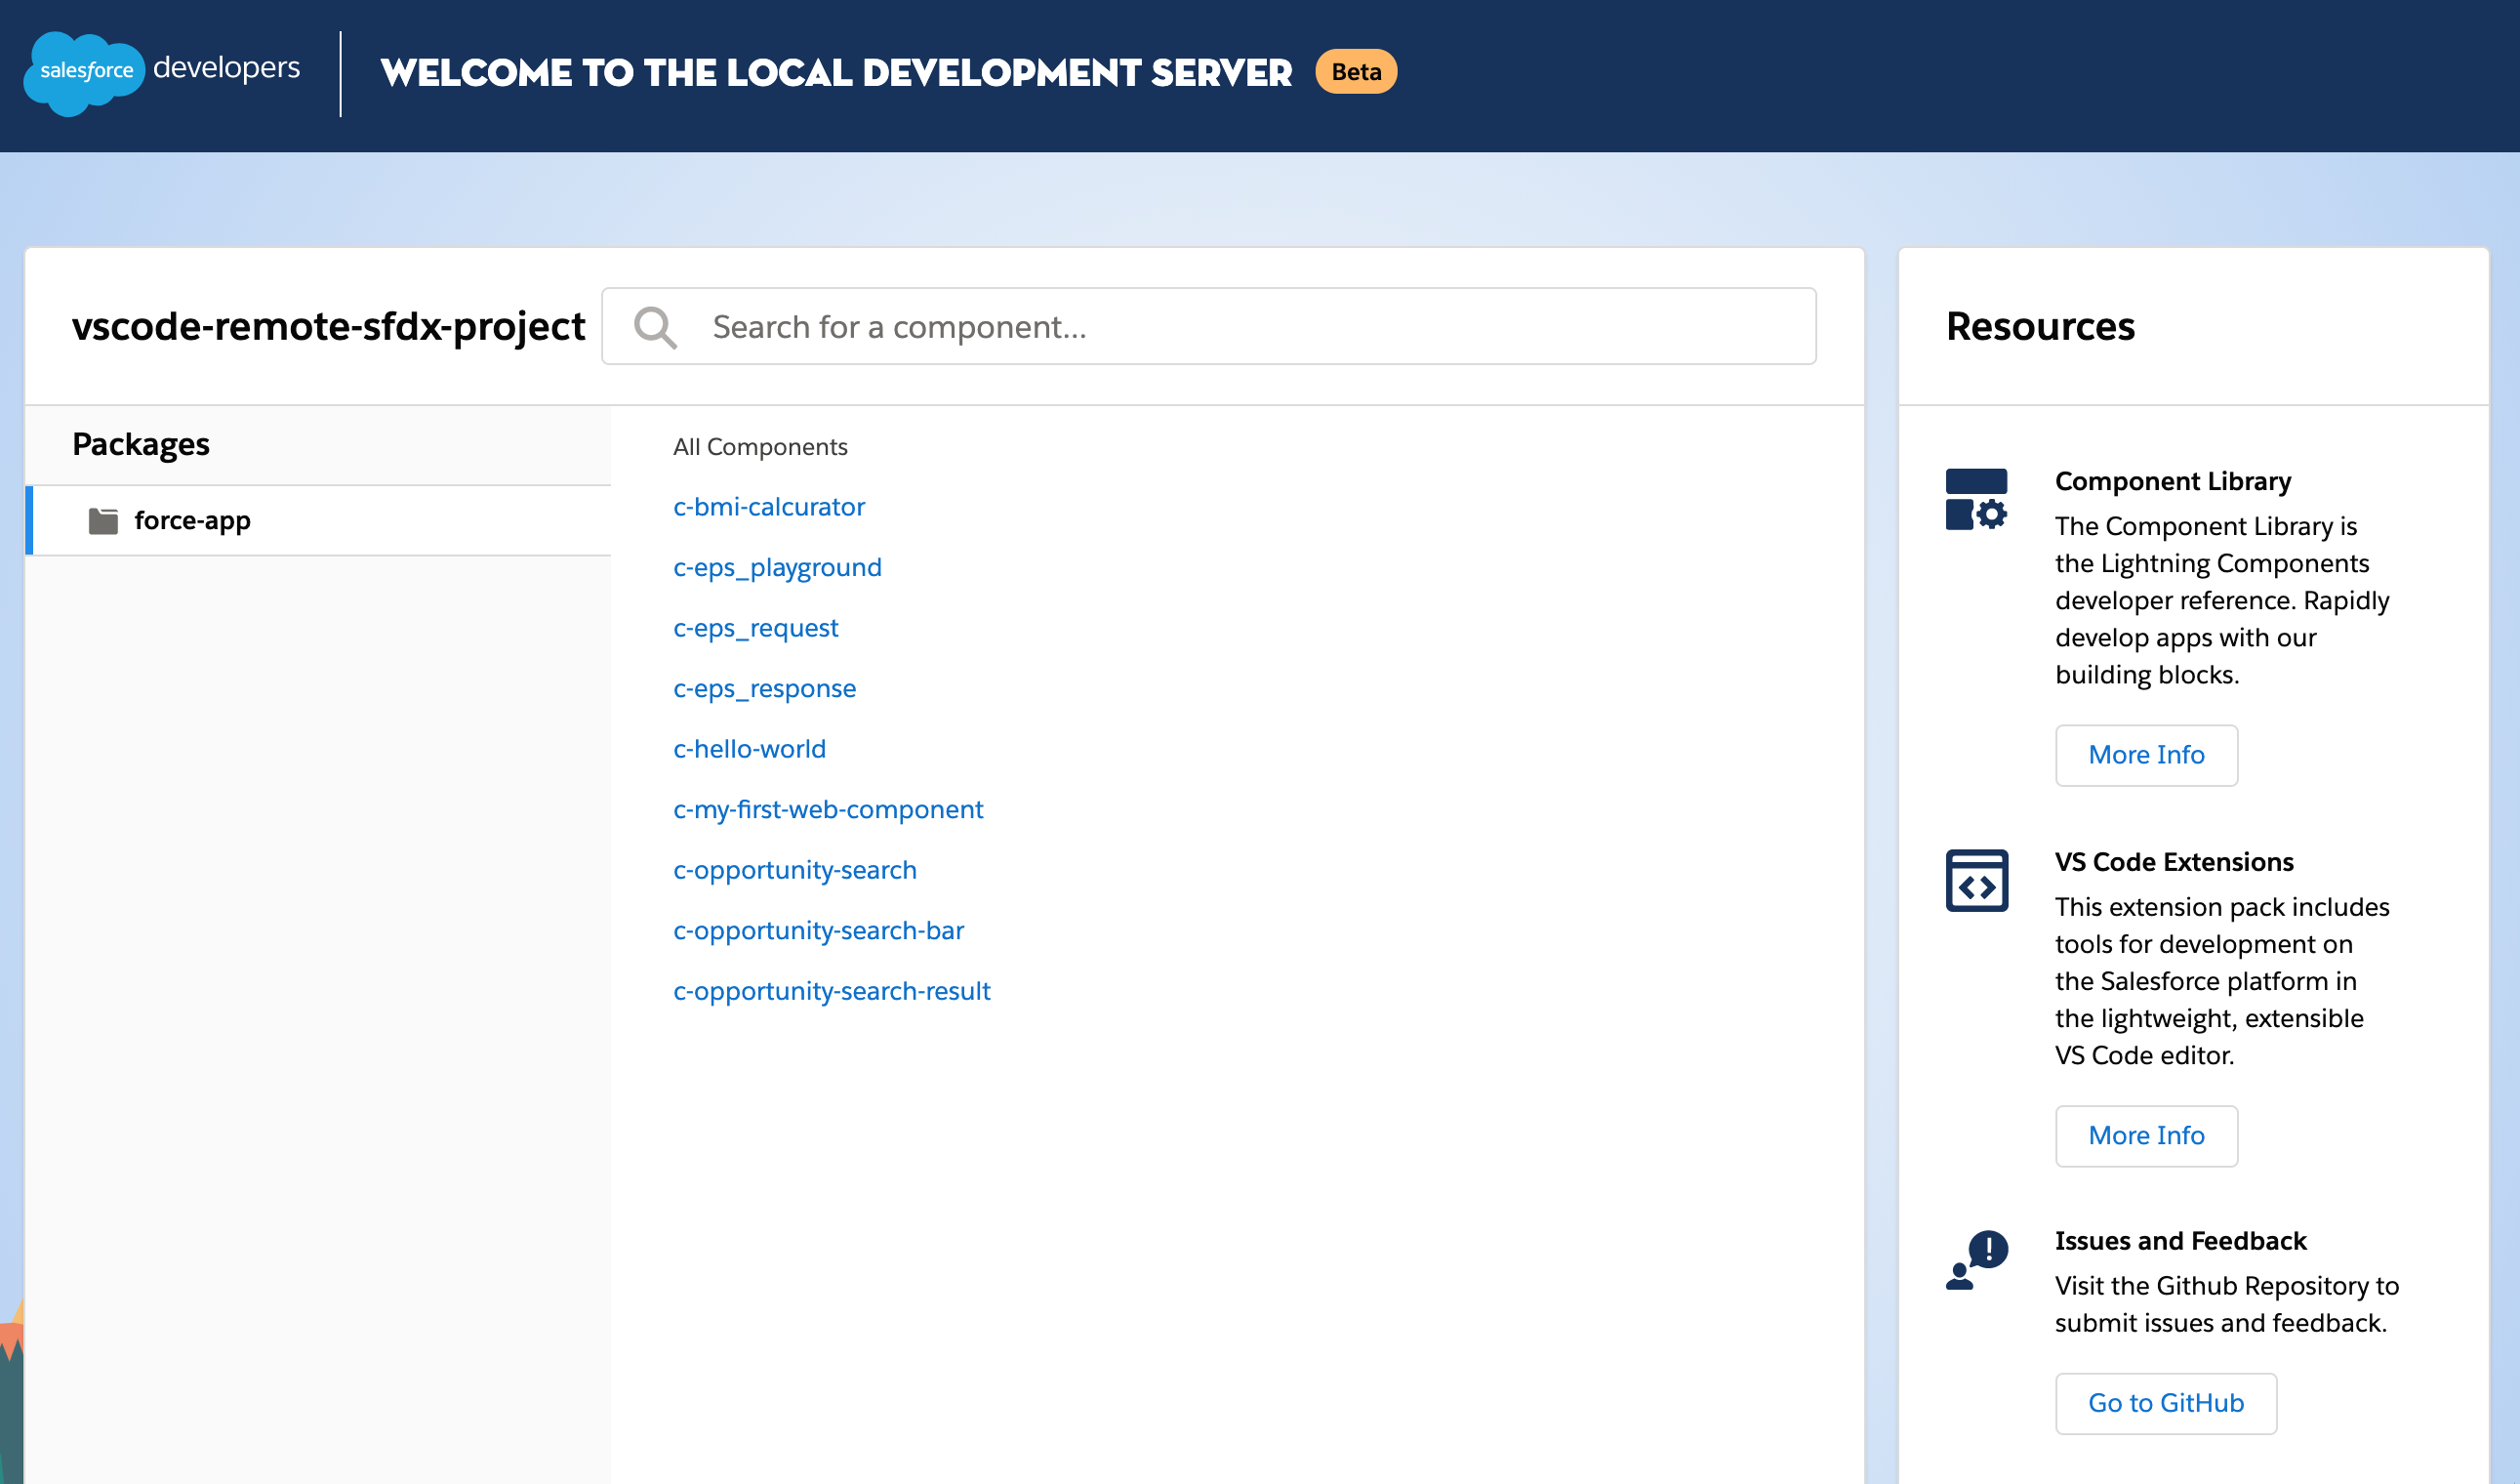 salesforce developers
WELCOME TO THE LOCAL DEVELOPMENT SERVER Beta
vscode-remote-sfdx-project
Search for a component...
Packages
force-app
All Components
c-bmi-calcurator
c-eps_playground
c-eps_request
c-eps_response
c-hello-world
c-my-first-web-component
c-opportunity-search
c-opportunity-search-bar
c-opportunity-search-result
Resources
Component Library
The Component Library is
the Lightning Components
developer reference. Rapidly
develop apps with our
building blocks.
More Info
VS Code Extensions
This extension pack includes
tools for development on
the Salesforce platform in
the lightweight, extensible
VS Code editor.
More Info
Issues and Feedback
Visit the Github Repository to
submit issues and feedback.
Go to GitHub